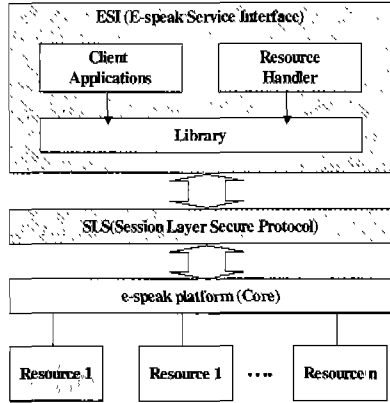 ESI (E-speak Service Interface)
Client
Applications
Resource
Handler
Library
SLS(Session Layer Secure Protocol)
e-speak platform (Core)
Resource 1
Resource 1
....
Resource n